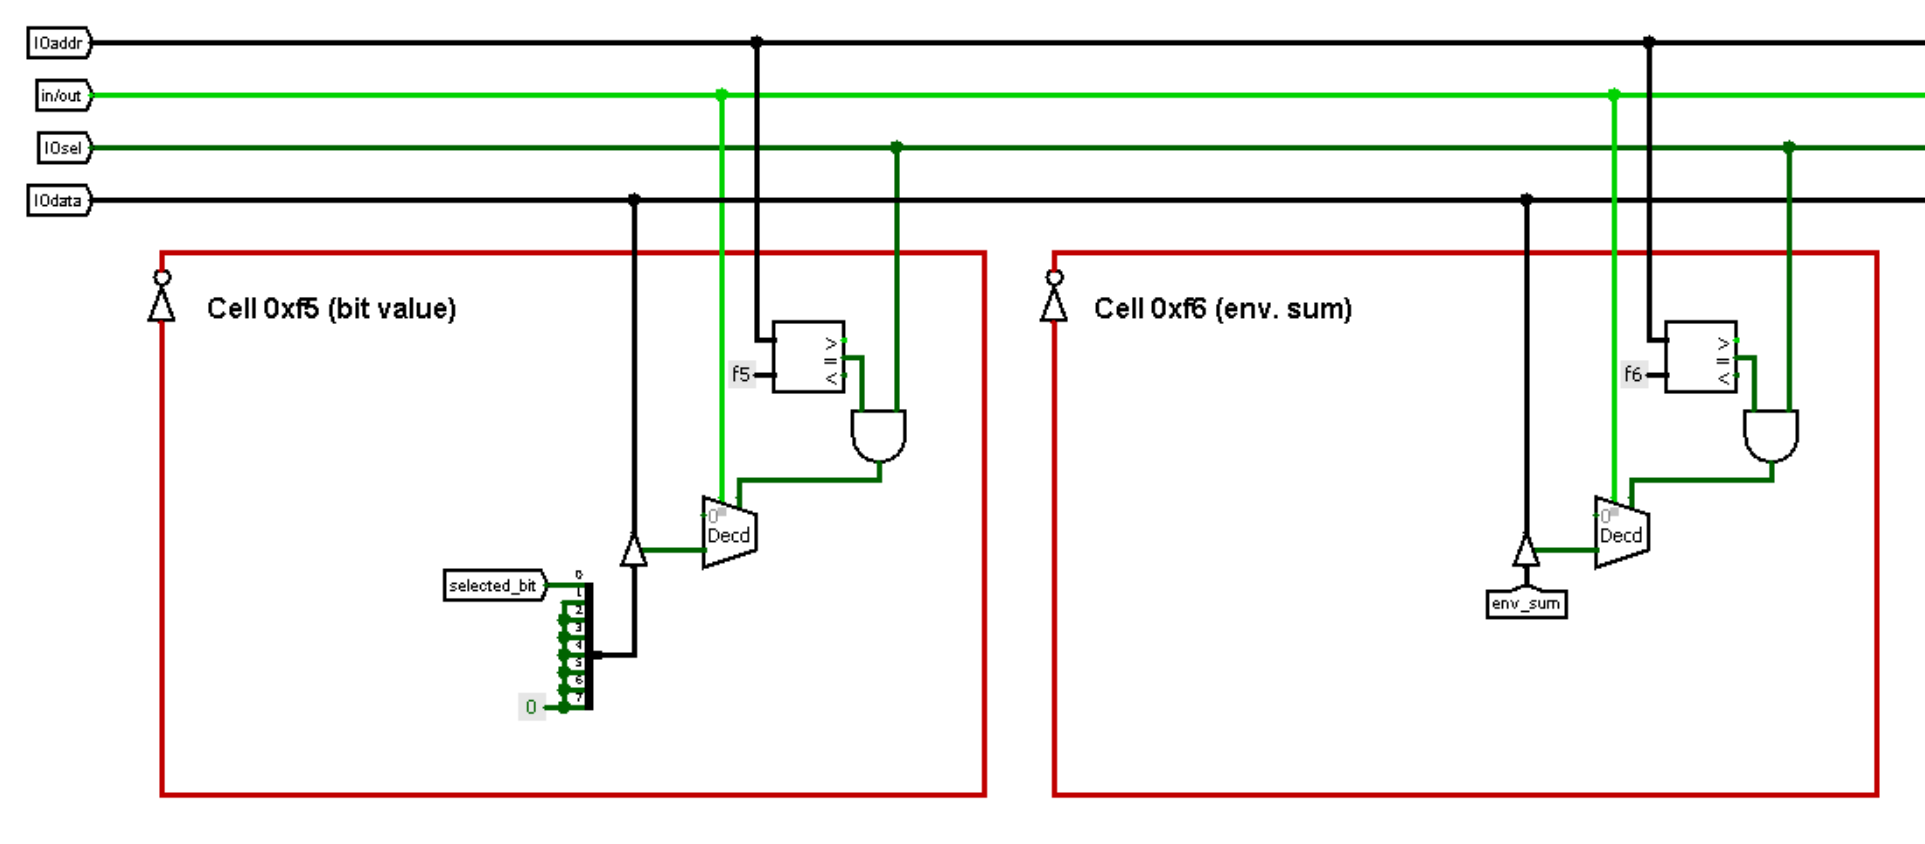 IOaddr
in/out
IOsel
IOdata
Cell 0xf5 (bit value)
>
=
<
f5
0
Decd
selected_bit
0
1
2
3
4
5
6
7
0
Cell 0xf6 (env. sum)
>
=
<
f6
0
Decd
env_sum